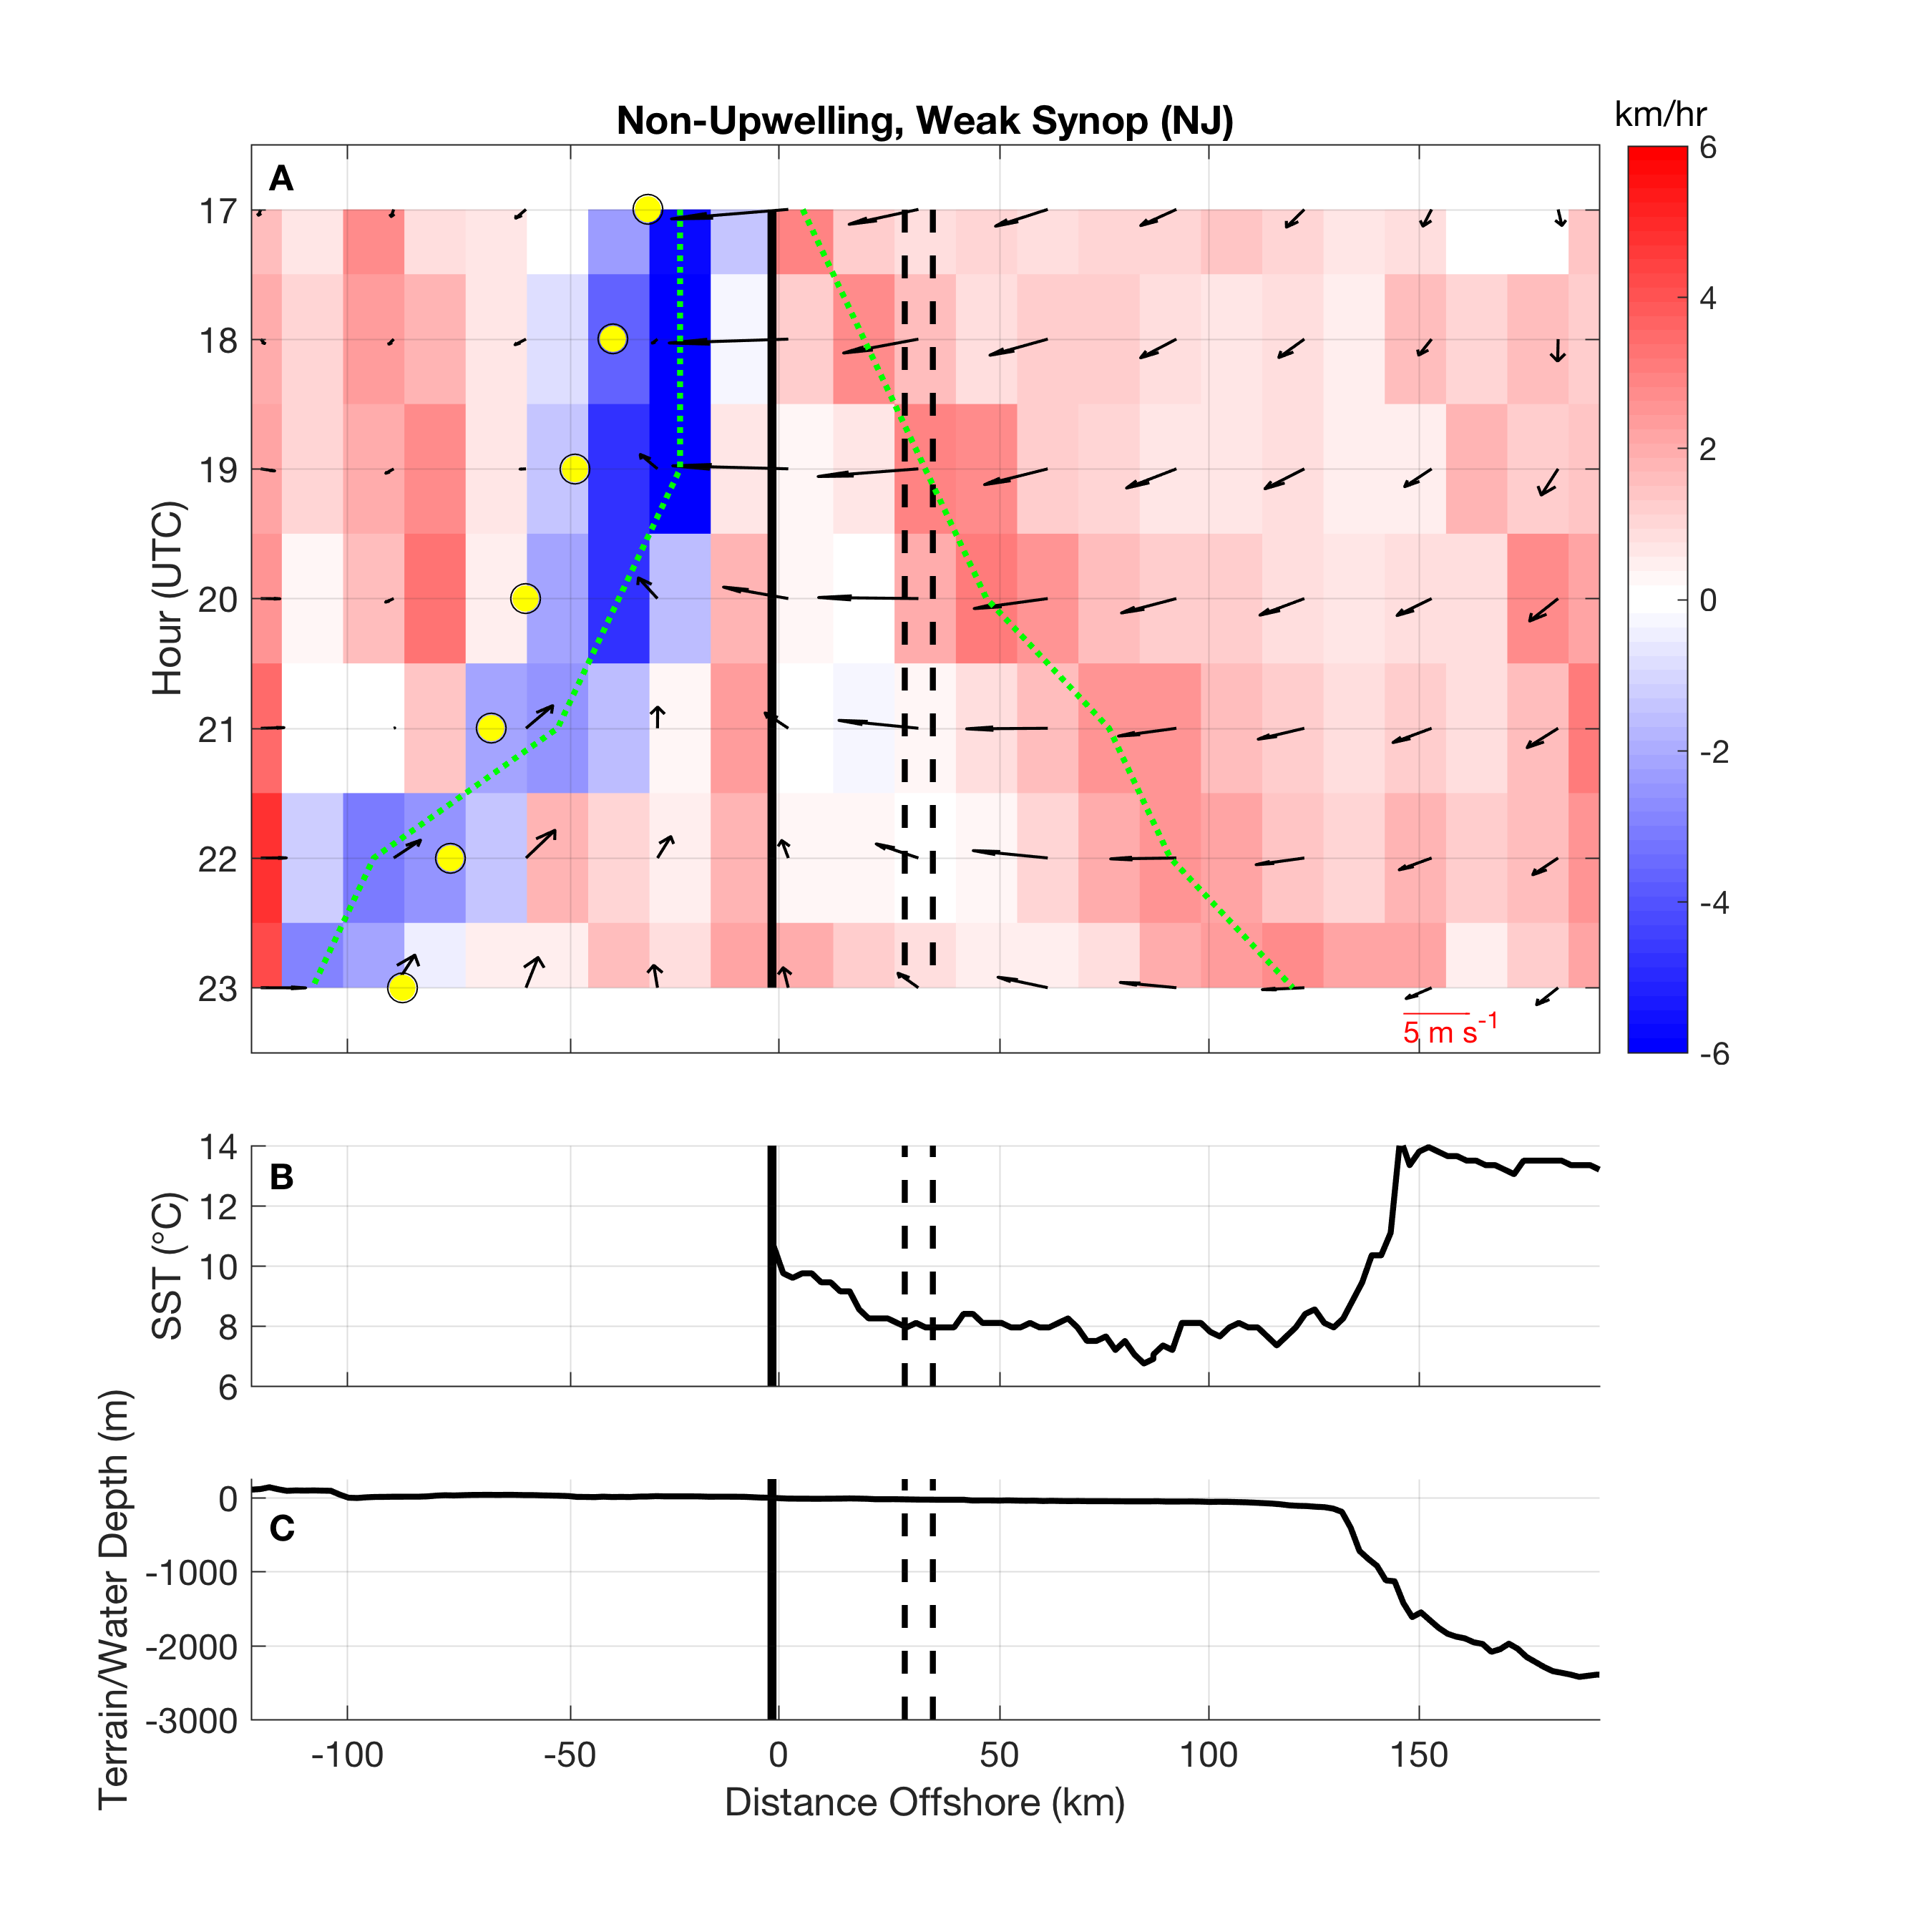 Non-Upwelling, Weak Synop (NJ)
km/hr
A
Hour (UTC)
17
18
19
20
21
22
23
5 m s-1
6
4
2
0
-2
-4
-6
B
SST (°C)
14
12
10
8
6
C
Terrain/Water Depth (m)
0
-1000
-2000
-3000
-100
-50
0
50
100
150
Distance Offshore (km)